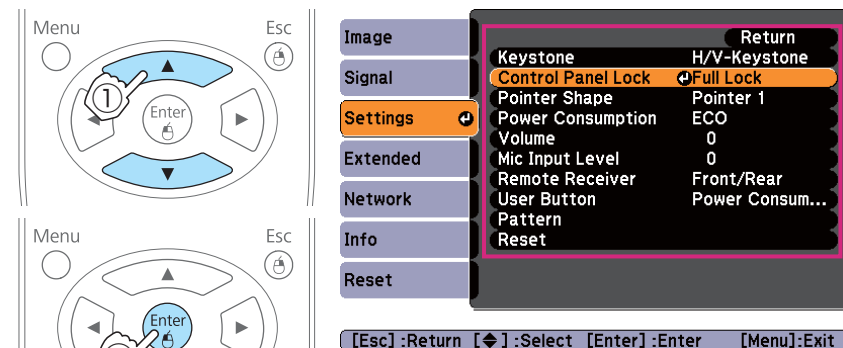 Menu
Esc
1
Enter
Menu
Esc
Enter
Image
Signal
Settings
Extended
Network
Info
Reset
Return
Keystone H/V-Keystone
Control Panel Lock Full Lock
Pointer Shape Pointer 1
Power Consumption ECO
Volume 0
Mic Input Level 0
Remote Receiver Front/Rear
User Button Power Consum...
Pattern
Reset
[Esc] :Return [◆] :Select [Enter] :Enter [Menu]:Exit